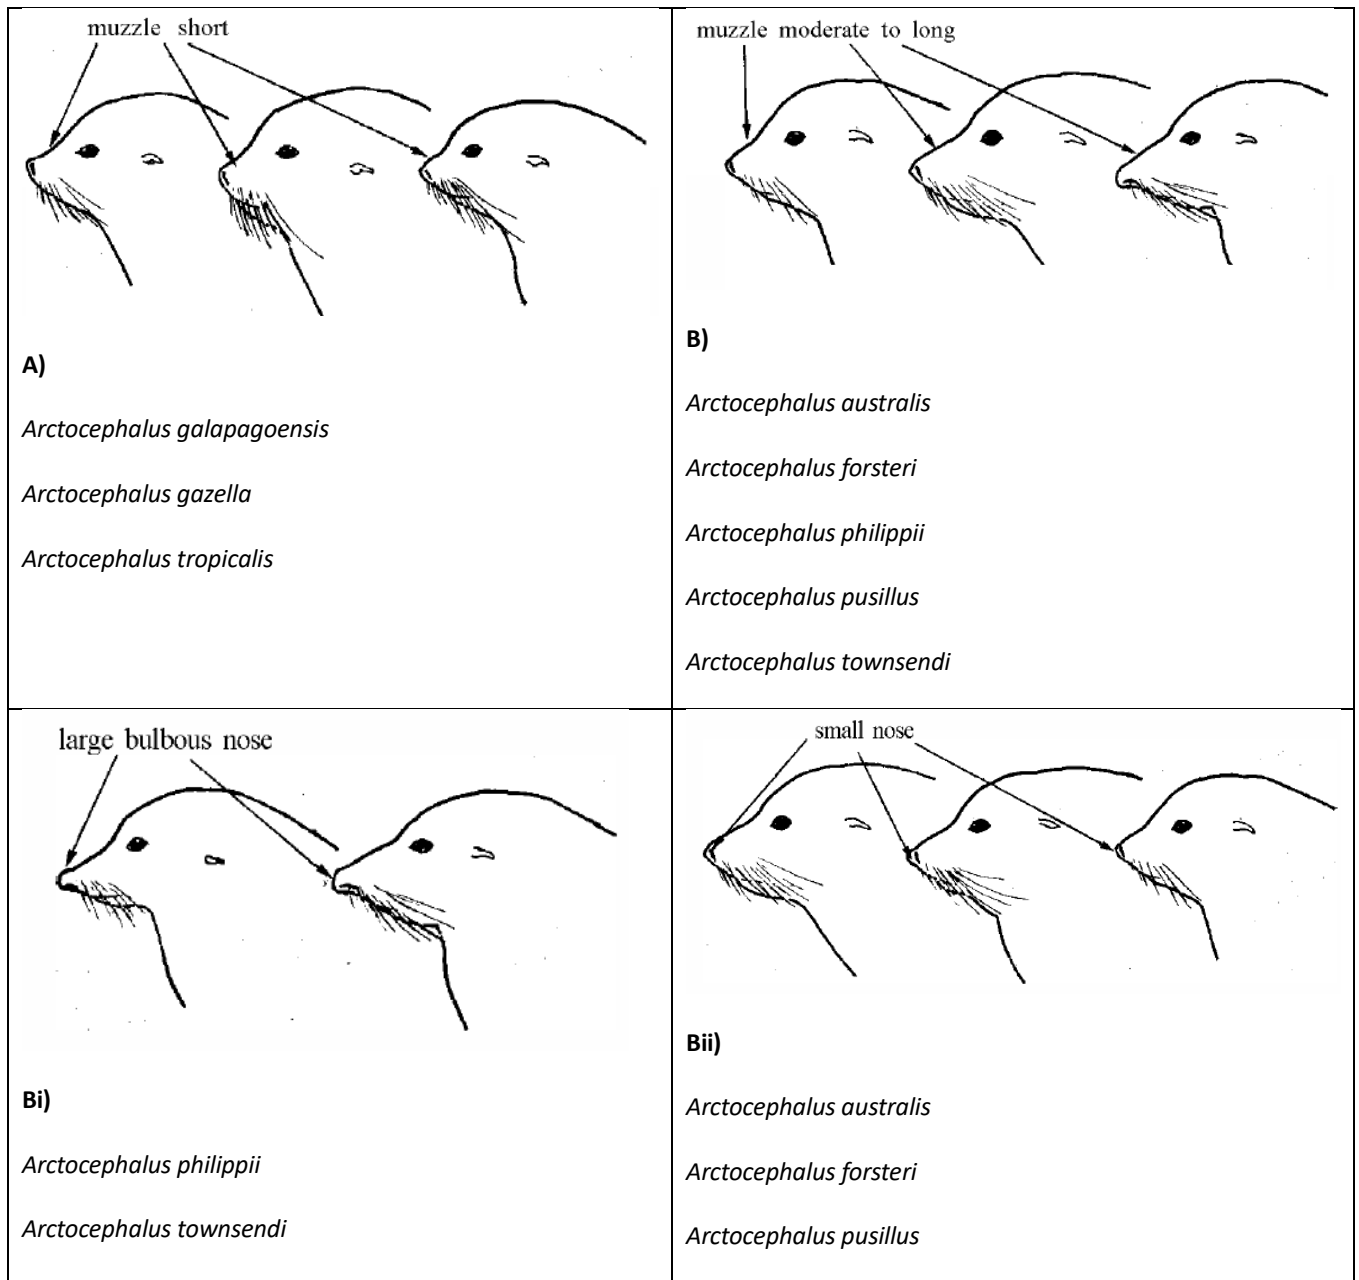 muzzle short
A)
Arctocephalus galapagoensis
Arctocephalus gazella
Arctocephalus tropicalis
muzzle moderate to long
B)
Arctocephalus australis
Arctocephalus forsteri
Arctocephalus philippii
Arctocephalus pusillus
Arctocephalus townsendi
large bulbous nose
Bi)
Arctocephalus philippii
Arctocephalus townsendi
small nose
Bii)
Arctocephalus australis
Arctocephalus forsteri
Arctocephalus pusillus